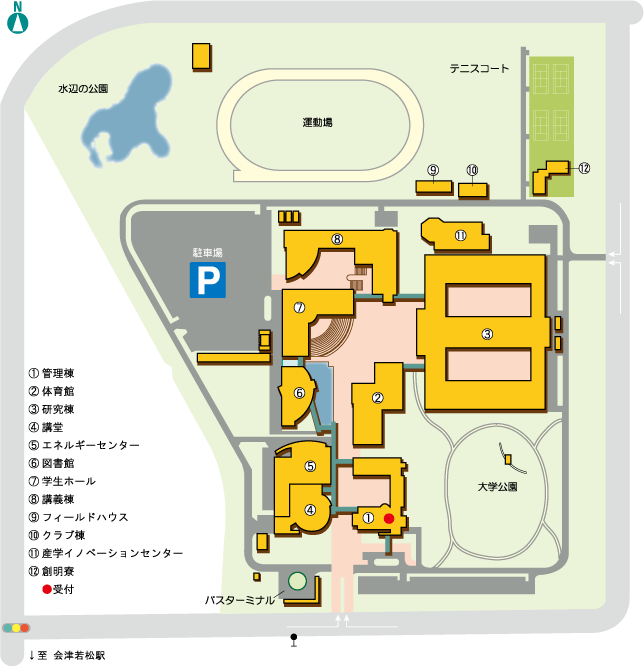 N
水辺の公園
運動場
テニスコート
⑨
⑩
⑫
⑧
⑪
駐車場
P
⑦
③
⑥
②
⑤
④
①
大学公園
バスターミナル
①管理棟
②体育館
③研究棟
④講堂
⑤エネルギーセンター
⑥図書館
⑦学生ホール
⑧講義棟
⑨フィールドハウス
⑩クラブ棟
⑪産学イノベーションセンター
⑫創明寮
受付
↓至 会津若松駅